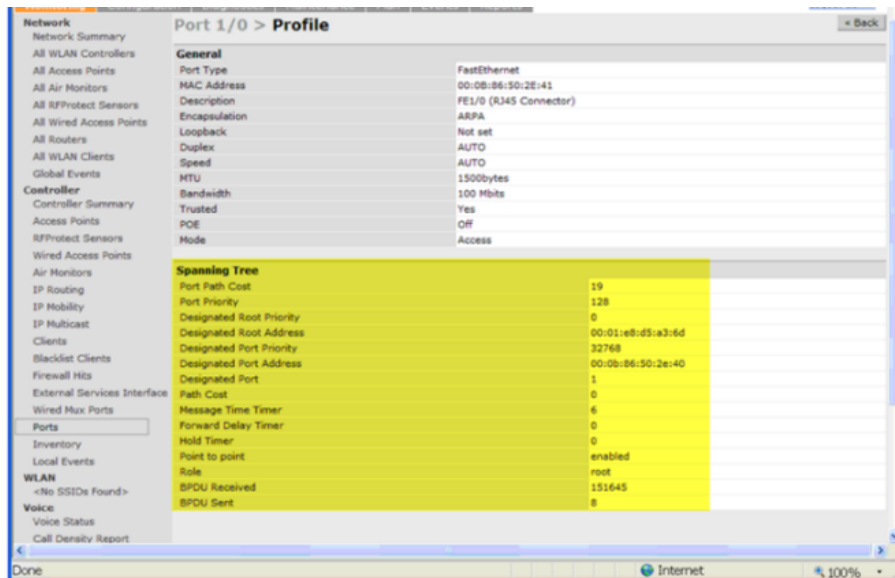 Monitoring Configuration Diagnostics Maintenance Plan Events Reports
Network
Network Summary
All WLAN Controllers
All Access Points
All Air Monitors
All RFProtect Sensors
All Wired Access Points
All Routers
All WLAN Clients
Global Events
Controller
Controller Summary
Access Points
RFProtect Sensors
Wired Access Points
Air Monitors
IP Routing
IP Mobility
IP Multicast
Clients
Blacklist Clients
Firewall Hits
External Services Interface
Wired Mux Ports
Ports
Inventory
Local Events
WLAN
<No SSIDs Found>
Voice
Voice Status
Call Density Report
Port 1/0 > Profile
< Back
General
Port Type FastEthernet
MAC Address 00:0B:86:50:2E:41
Description FE1/0 (RJ45 Connector)
Encapsulation ARPA
Loopback Not set
Duplex AUTO
Speed AUTO
MTU 1500bytes
Bandwidth 100 Mbits
Trusted Yes
POE Off
Mode Access
Spanning Tree
Port Path Cost 19
Port Priority 128
Designated Root Priority 0
Designated Root Address 00:01:e8:d5:a3:6d
Designated Port Priority 32768
Designated Port Address 00:0b:86:50:2e:40
Designated Port 1
Path Cost 0
Message Time Timer 6
Forward Delay Timer 0
Hold Timer 0
Point to point enabled
Role root
BPDU Received 151645
BPDU Sent 8
Done Internet 100%